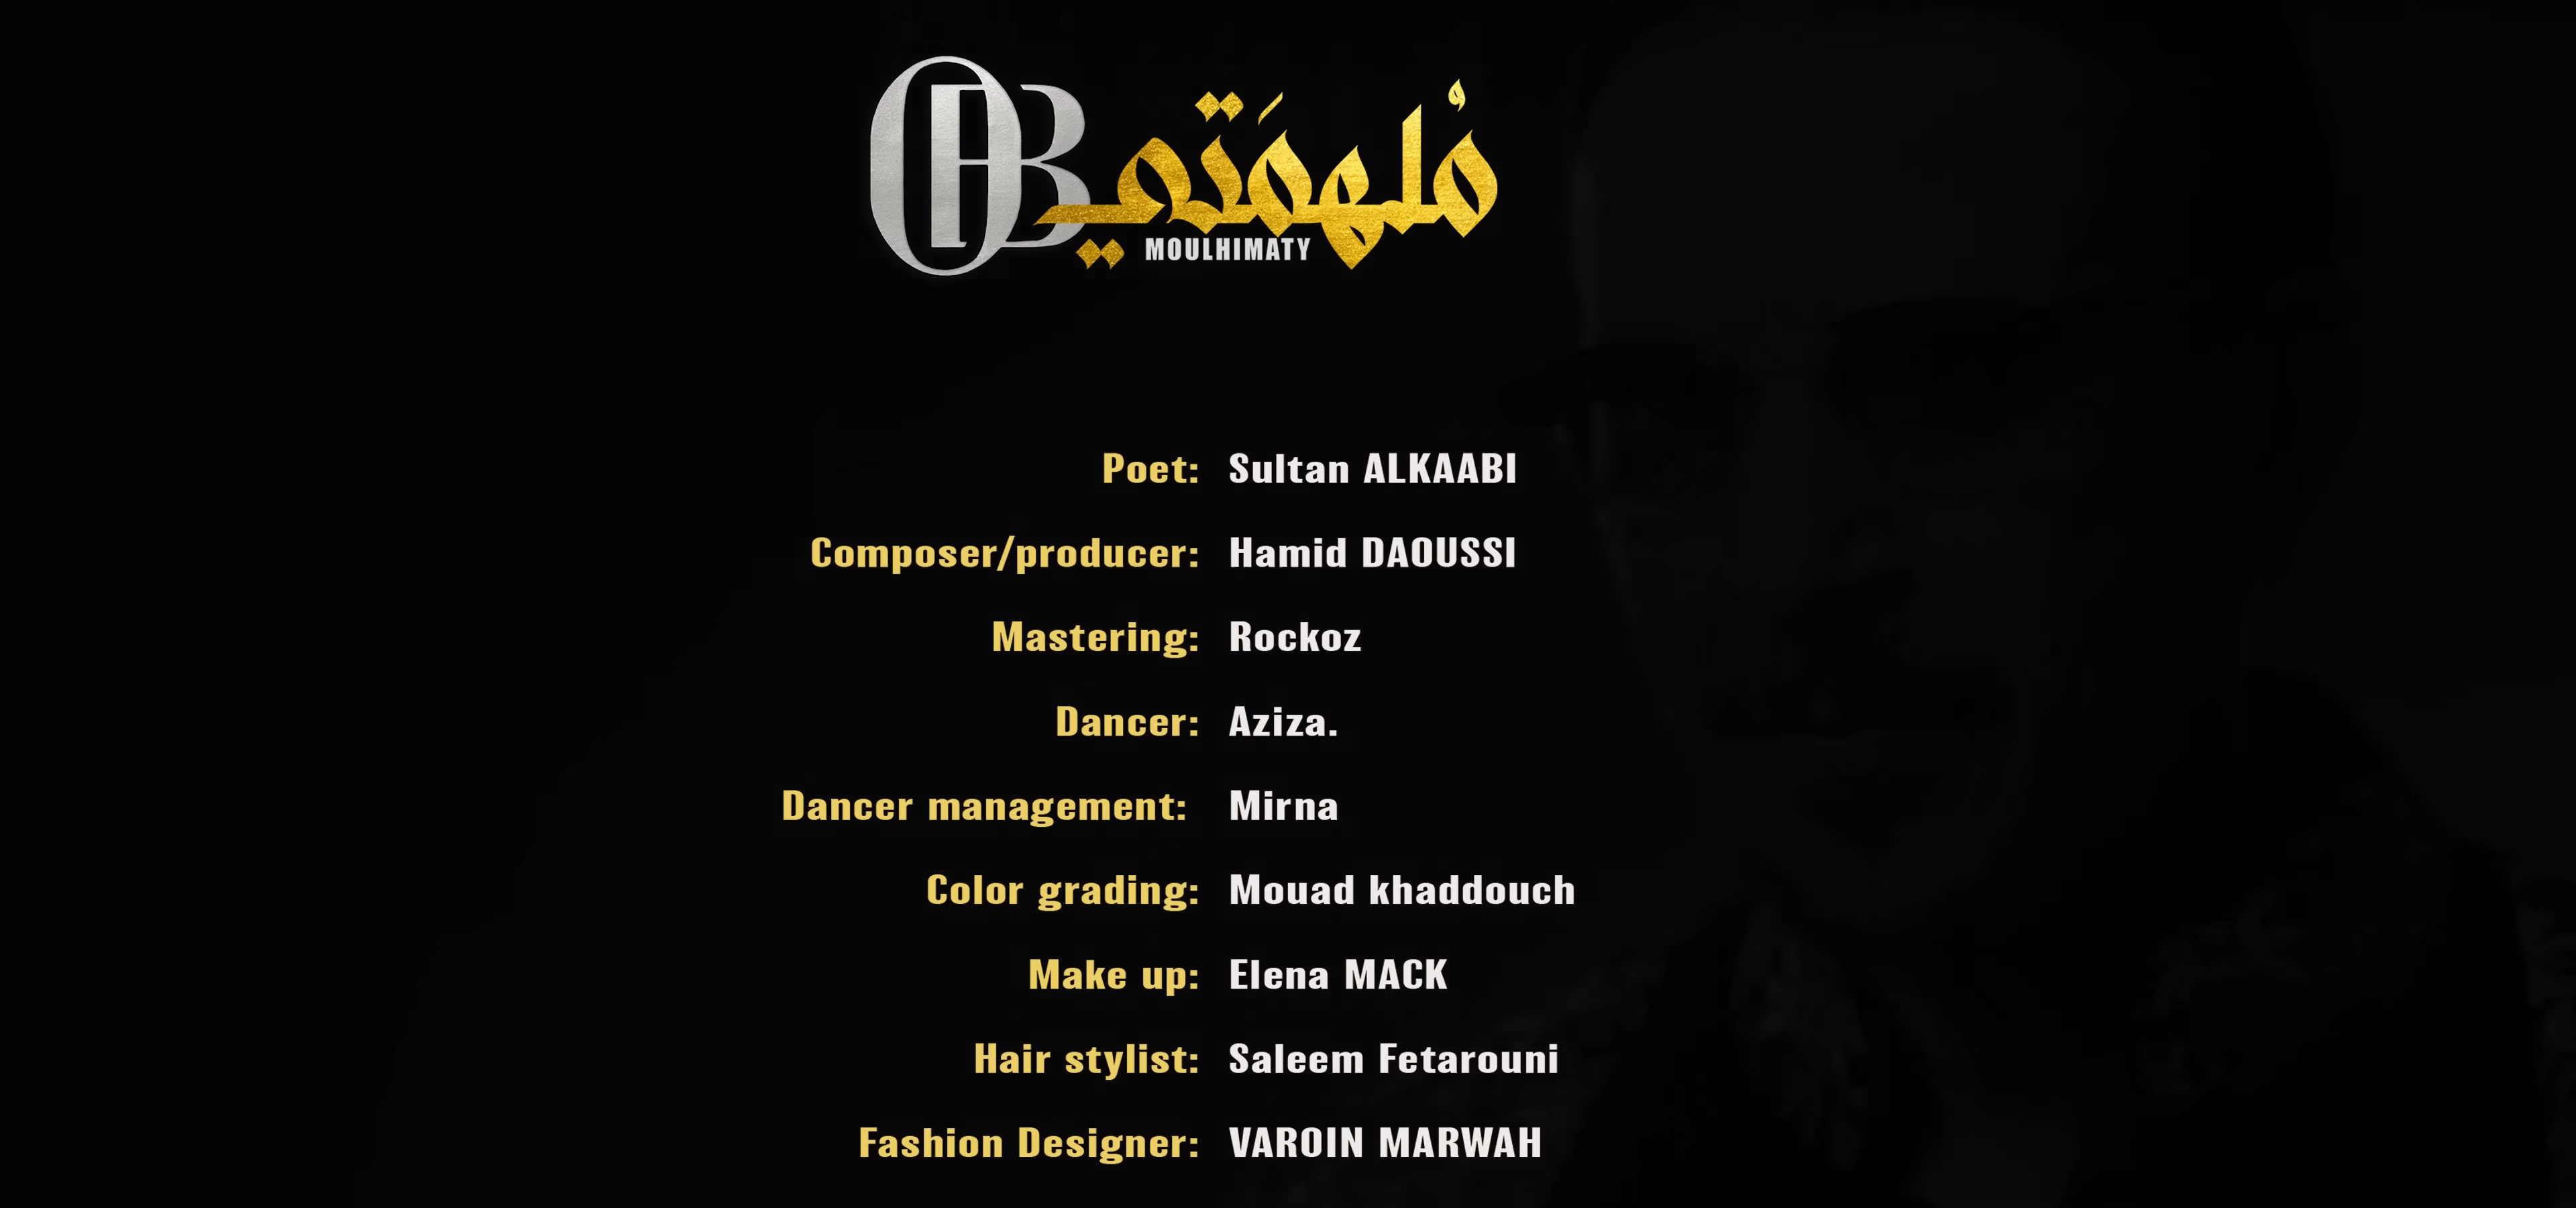 OB مُلهمَتي
MOULHIMATY
Poet: Sultan ALKAABI
Composer/producer: Hamid DAOUSSI
Mastering: Rockoz
Dancer: Aziza.
Dancer management: Mirna
Color grading: Mouad khaddouch
Make up: Elena MACK
Hair stylist: Saleem Fetarouni
Fashion Designer: VAROIN MARWAH